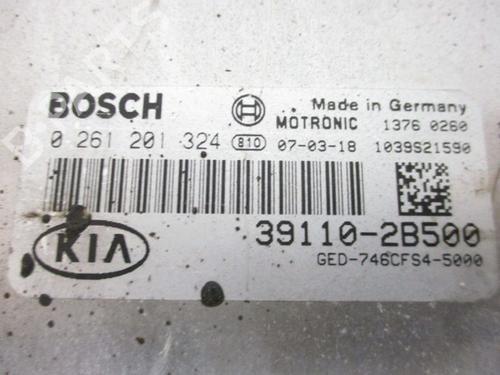 BOSCH Made in Germany
MOTRONIC 1376 0260
0 261 201 324 810 07-03-18 1039S21590
KIA 39110-2B500
GED-746CFS4-5000